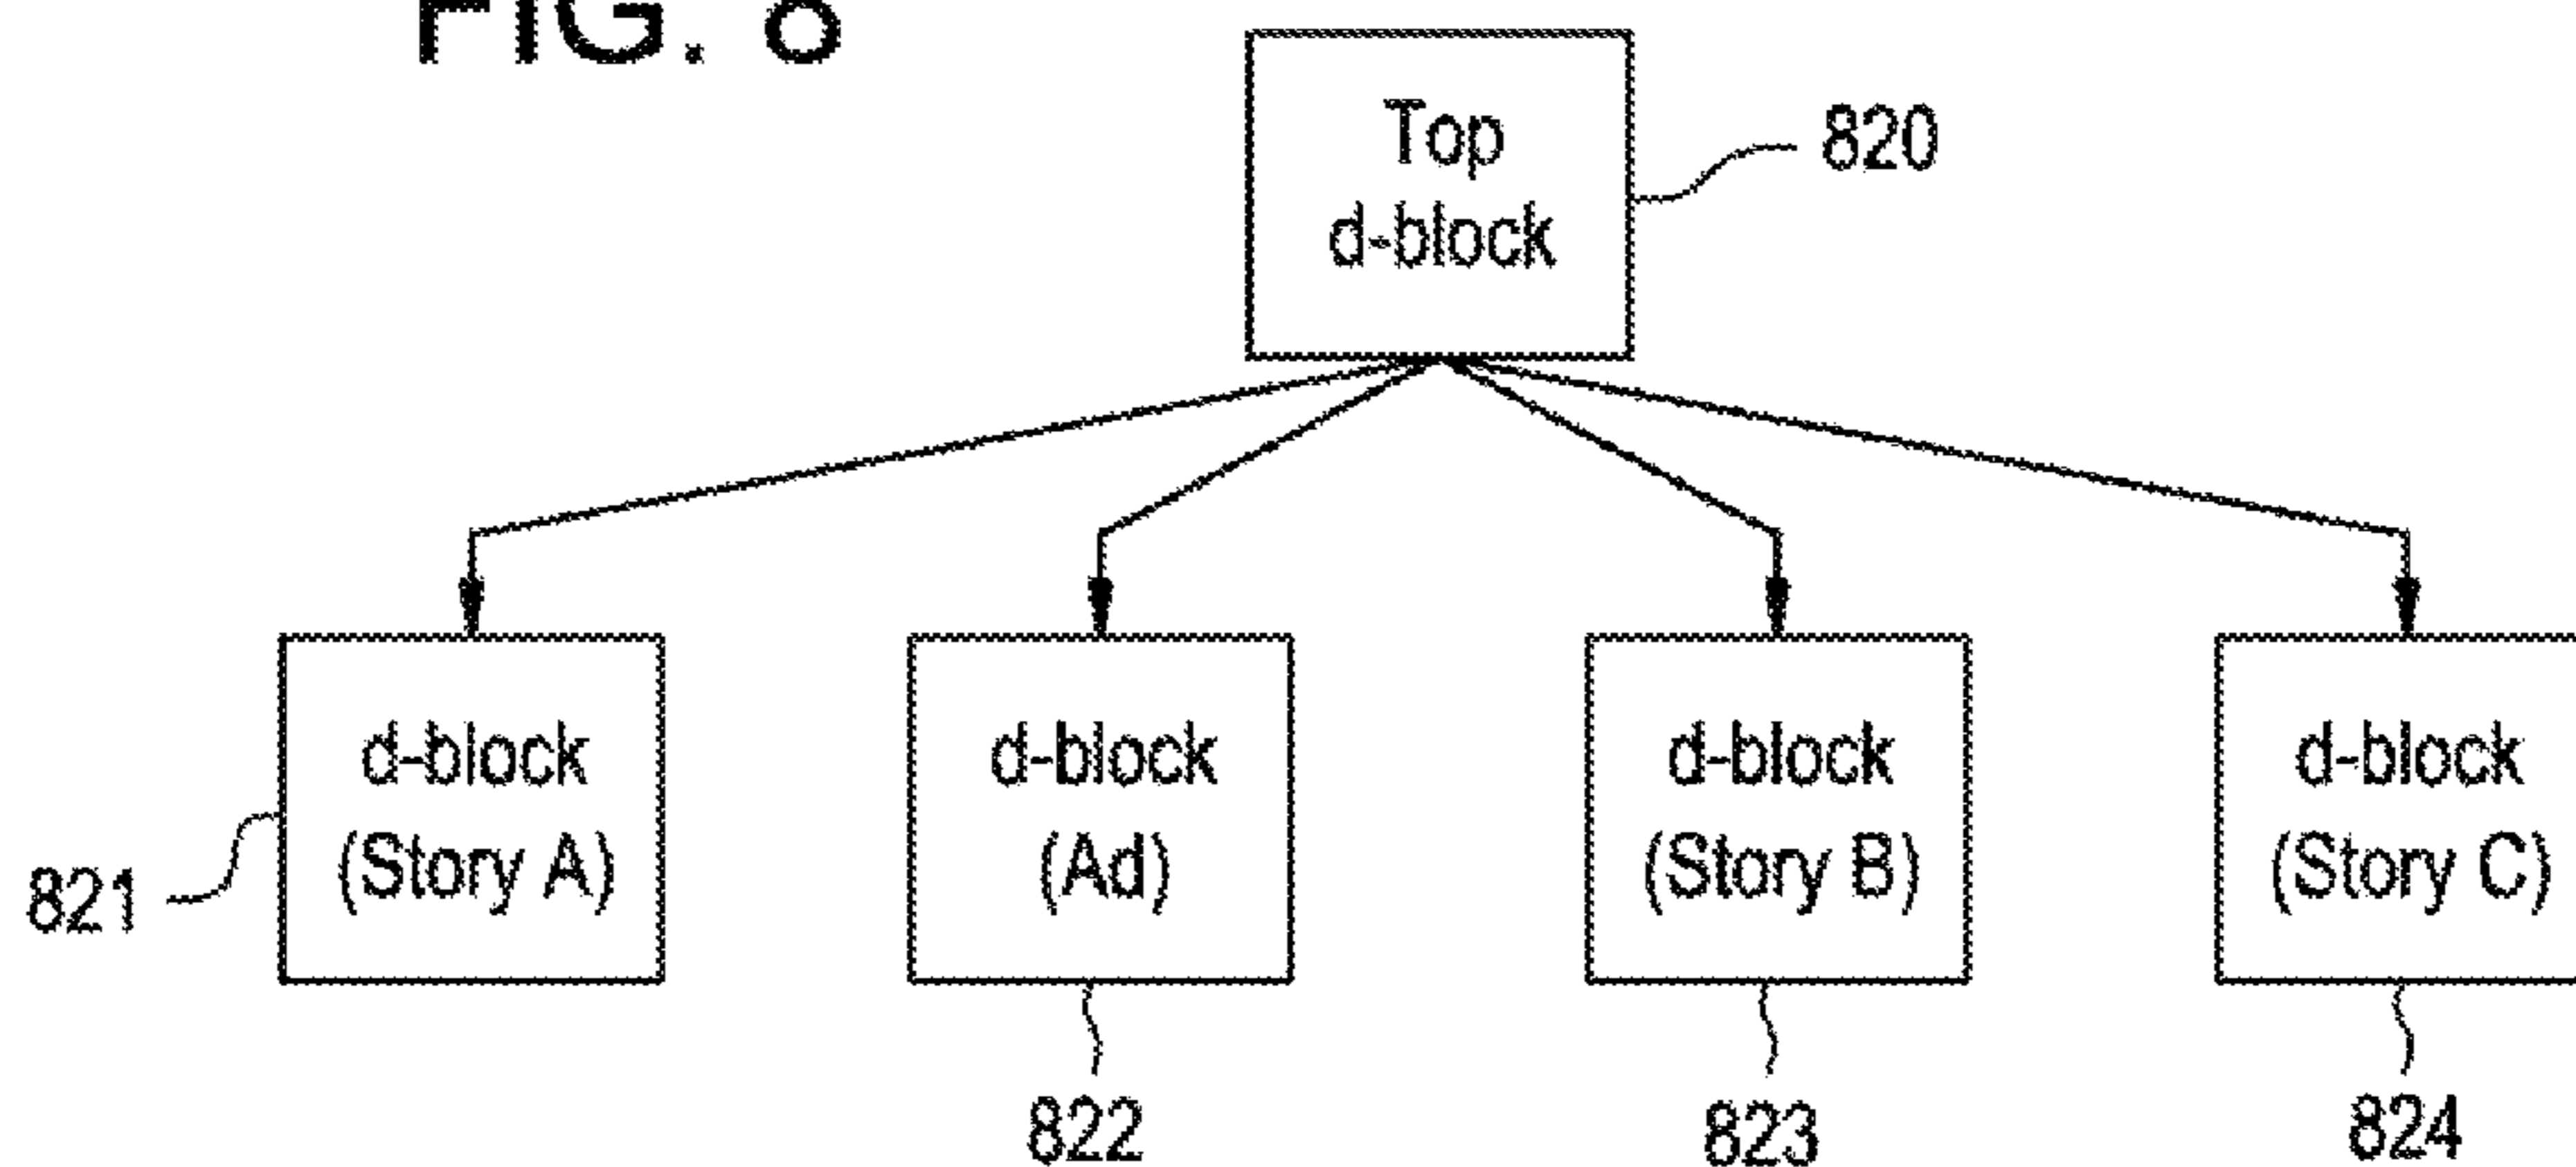 FIG. 8
Top
d-block
820
d-block
(Story A)
821
d-block
(Ad)
822
d-block
(Story B)
823
d-block
(Story C)
824